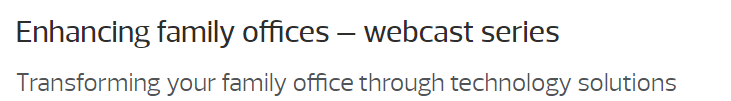 Enhancing family offices – webcast series
Transforming your family office through technology solutions